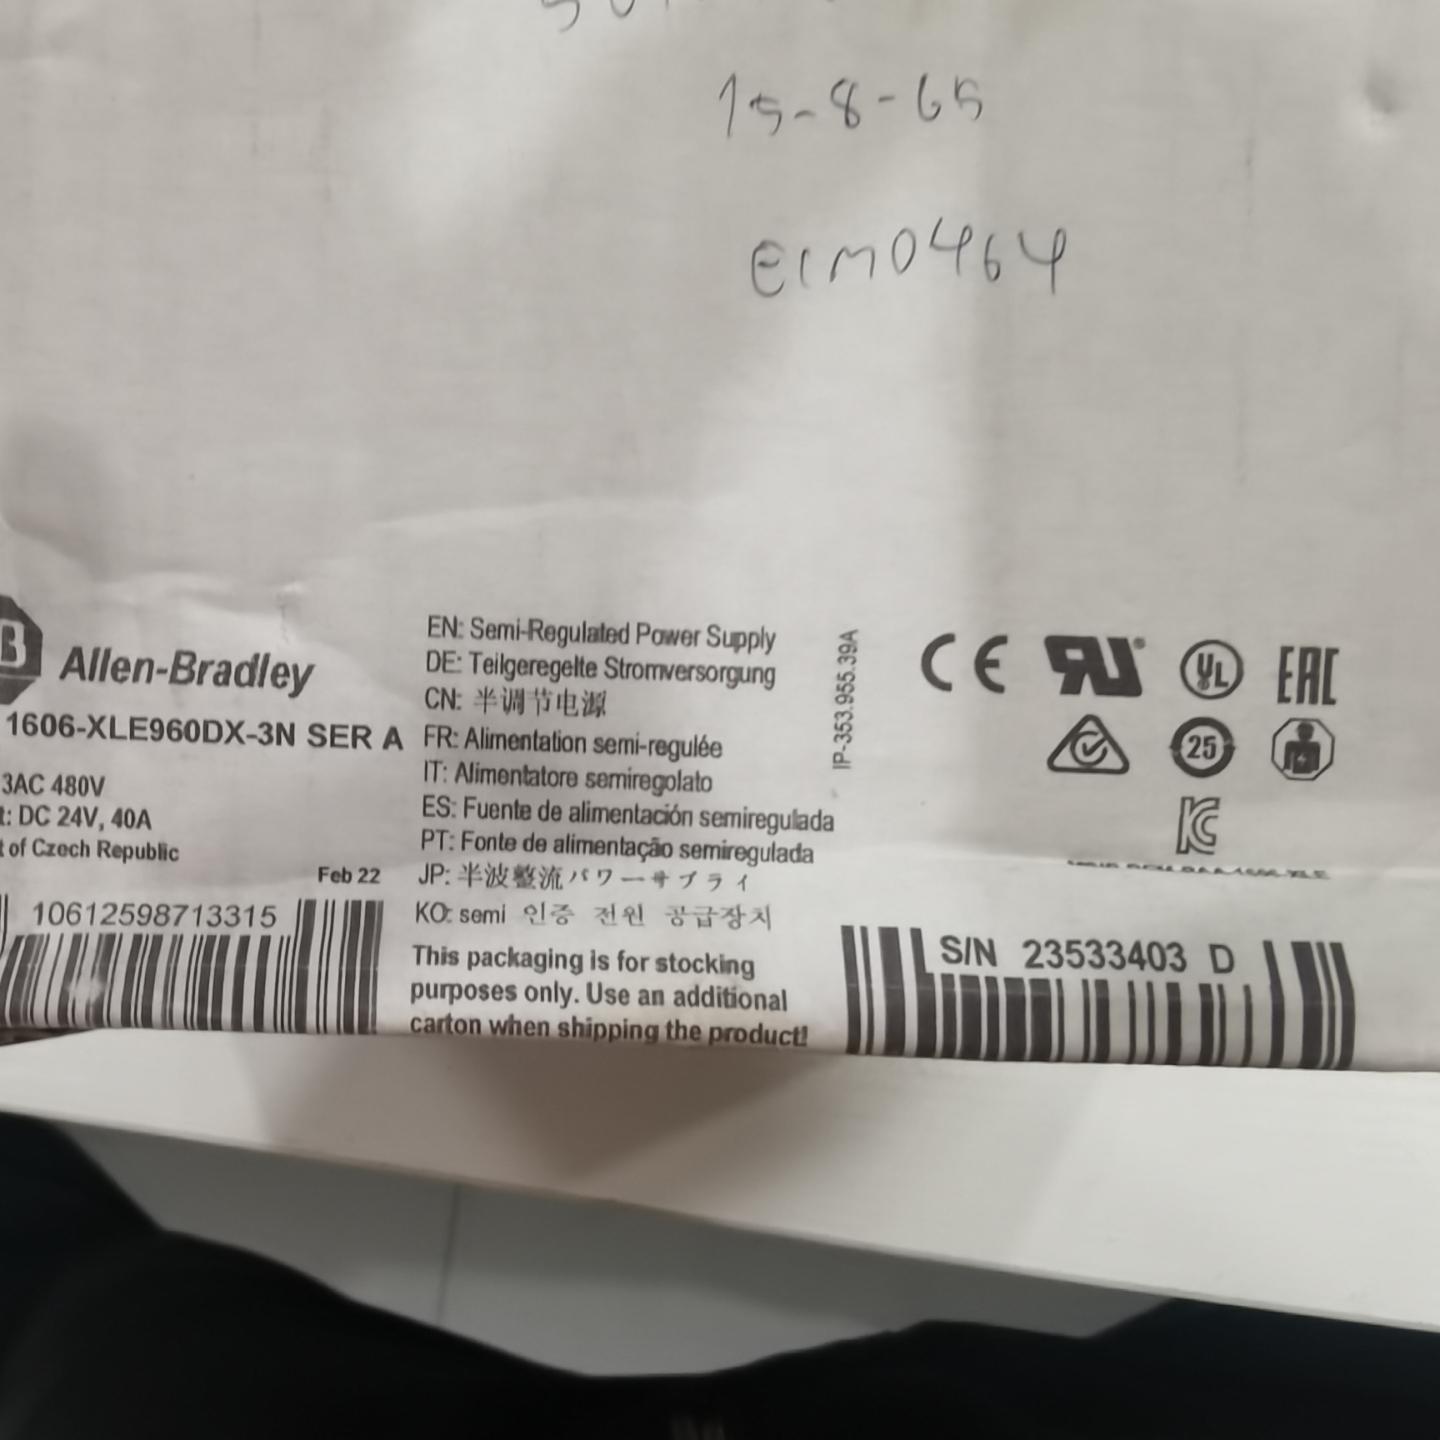 15-8-65
EIM0464
Allen-Bradley
1606-XLE960DX-3N SER A
3AC 480V
t: DC 24V, 40A
t of Czech Republic
Feb 22
10612598713315
EN: Semi-Regulated Power Supply
DE: Teilgeregelte Stromversorgung
CN: 半调节电源
FR: Alimentation semi-regulée
IT: Alimentatore semiregolato
ES: Fuente de alimentación semiregulada
PT: Fonte de alimentação semiregulada
JP: 半波整流パワーサプライ
KO: semi 인증 전원 공급장치
This packaging is for stocking
purposes only. Use an additional
carton when shipping the product!
IP-353.955.39A
CE RU UL EAC
25
KC
S/N 23533403 D